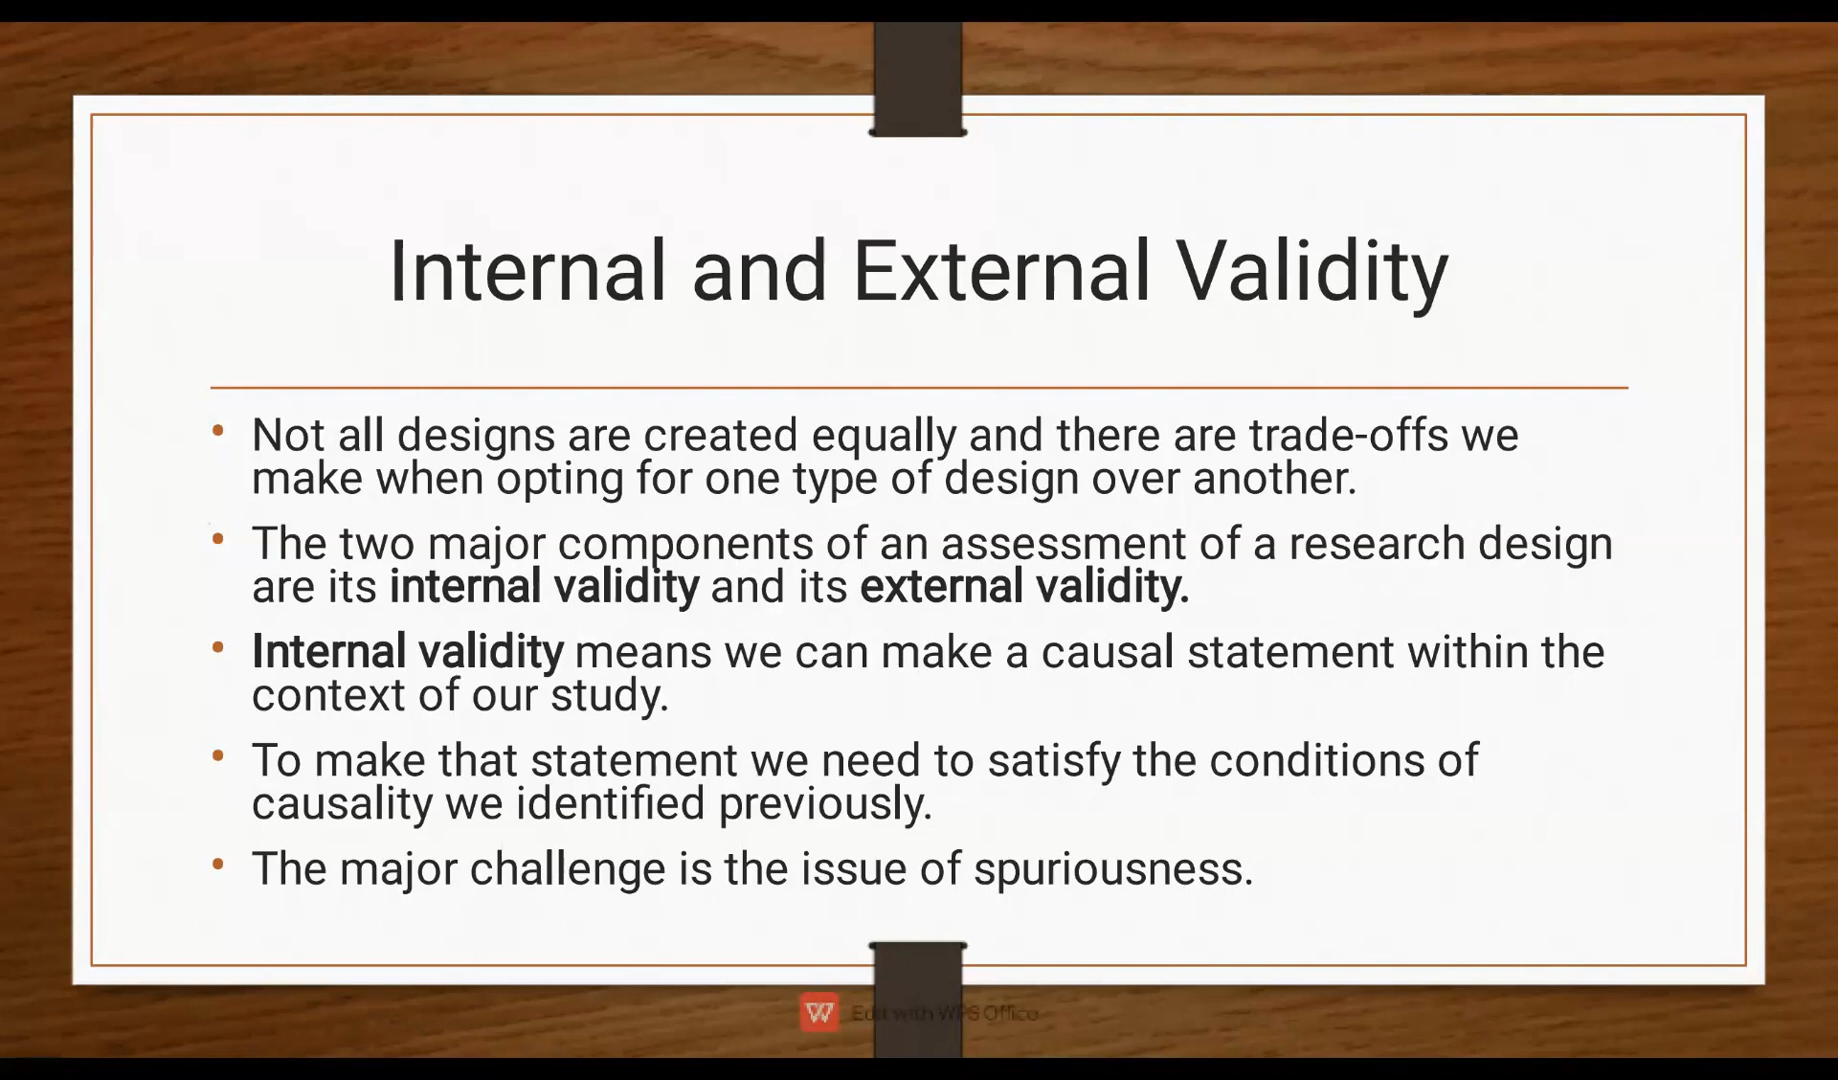 Internal and External Validity
• Not all designs are created equally and there are trade-offs we
make when opting for one type of design over another.
• The two major components of an assessment of a research design
are its internal validity and its external validity.
• Internal validity means we can make a causal statement within the
context of our study.
• To make that statement we need to satisfy the conditions of
causality we identified previously.
• The major challenge is the issue of spuriousness.
W Edit with WPS Office